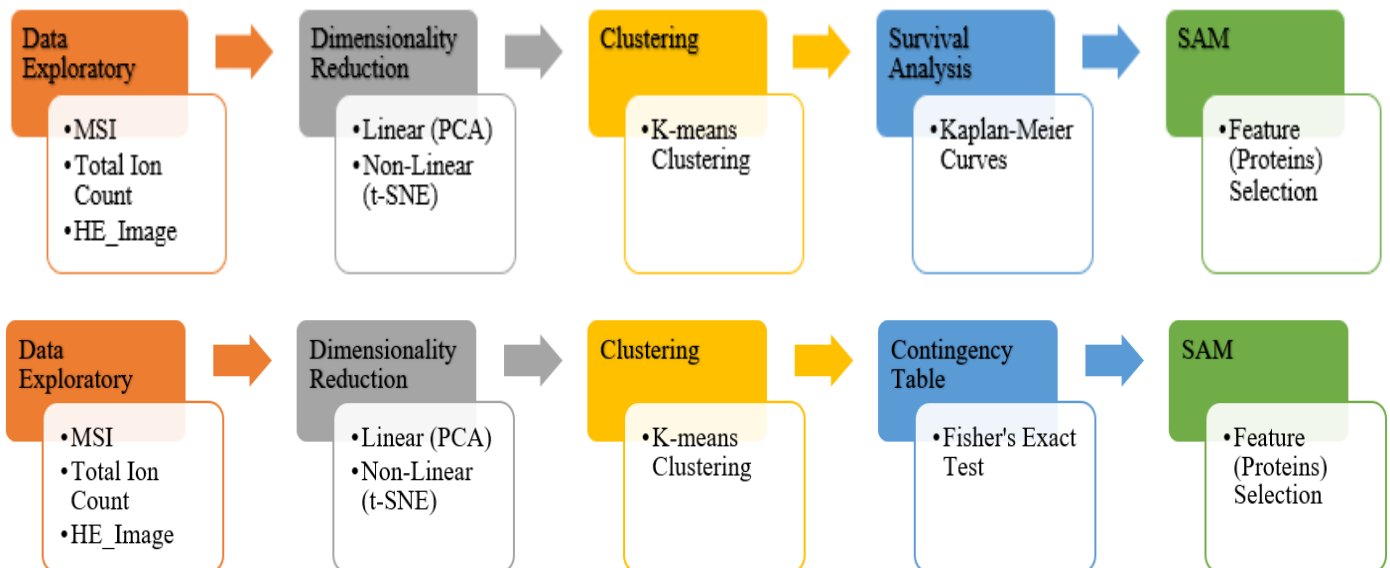 Data
Exploratory
•MSI
•Total Ion
Count
•HE_Image
Dimensionality
Reduction
•Linear (PCA)
•Non-Linear
(t-SNE)
Clustering
•K-means
Clustering
Survival
Analysis
•Kaplan-Meier
Curves
SAM
•Feature
(Proteins)
Selection
Data
Exploratory
•MSI
•Total Ion
Count
•HE_Image
Dimensionality
Reduction
•Linear (PCA)
•Non-Linear
(t-SNE)
Clustering
•K-means
Clustering
Contingency
Table
•Fisher's Exact
Test
SAM
•Feature
(Proteins)
Selection